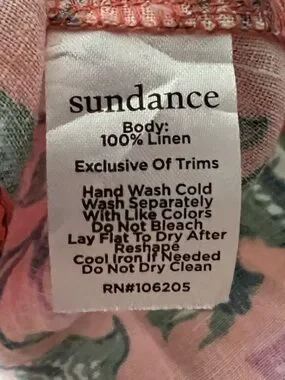 sundance
Body:
100% Linen
Exclusive Of Trims
Hand Wash Cold
Wash Separately
With Like Colors
Do Not Bleach
Lay Flat To Dry After
Reshape
Cool Iron If Needed
Do Not Dry Clean
RN#106205